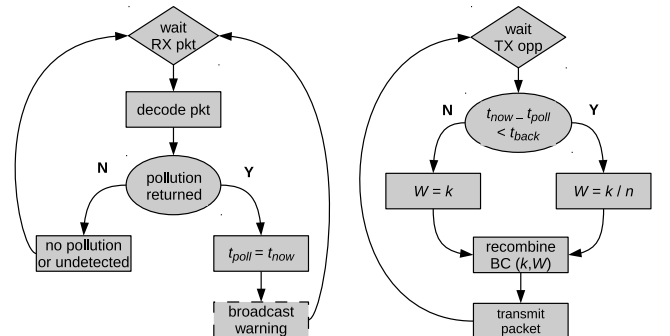 wait
RX pkt
decode pkt
N
pollution
returned
Y
no pollution
or undetected
t_poll = t_now
broadcast
warning
wait
TX opp
N
t_now – t_poll
< t_back
Y
W = k
W = k / n
recombine
BC (k,W)
transmit
packet